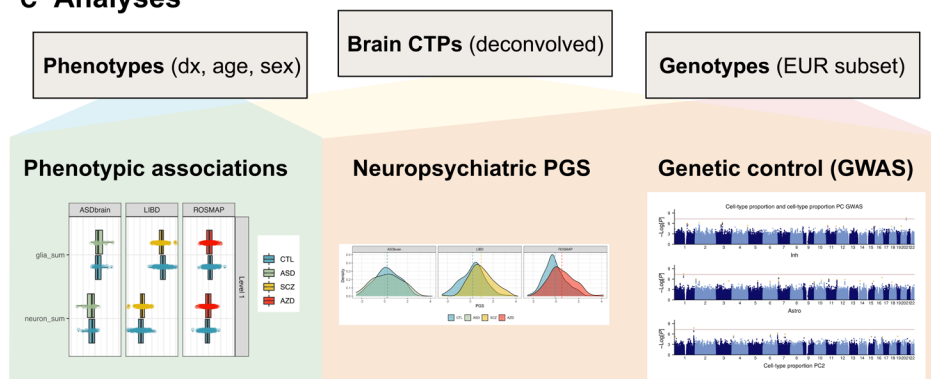 c Analyses
Brain CTPs (deconvolved)
Phenotypes (dx, age, sex)
Genotypes (EUR subset)
Phenotypic associations
Neuropsychiatric PGS
Genetic control (GWAS)
ASDbrain
LIBD
ROSMAP
glia_sum
neuron_sum
Level 1
CTL
ASD
SCZ
AZD
ASDbrain
LIBD
ROSMAP
Density
PGS
CTL
ASD
SCZ
AZD
Cell-type proportion and cell-type proportion PC GWAS
−Log[P]
Inh
−Log[P]
Astro
−Log[P]
Cell-type proportion PC2